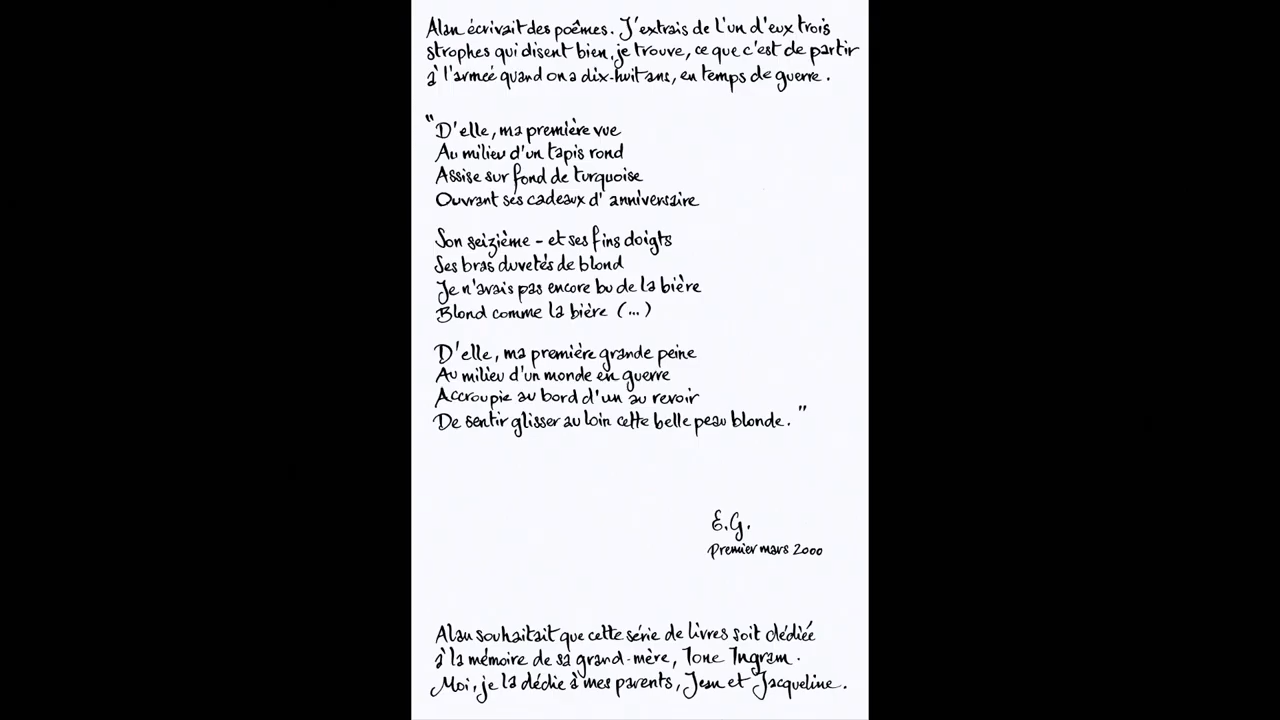 Alan écrivait des poêmes. J'extrais de l'un d'eux trois
strophes qui disent bien, je trouve, ce que c'est de partir
à l'armeé quand on a dix-huit ans, en temps de guerre.
"D'elle, ma première vue
Au milieu d'un tapis rond
Assise sur fond de turquoise
Ouvrant ses cadeaux d'anniversaire
Son seizième - et ses fins doigts
Ses bras duvetés de blond
Je n'avais pas encore bu de la bière
Blond comme la bière (...)
D'elle, ma première grande peine
Au milieu d'un monde en guerre
Accroupie au bord d'un au revoir
De sentir glisser au loin cette belle peau blonde."
E.G.
Premier mars 2000
Alan souhaitait que cette série de livres soit dédiéé
à la mémoire de sa grand-mère, Ione Ingram.
Moi, je la dédie à mes parents, Jean et Jacqueline.